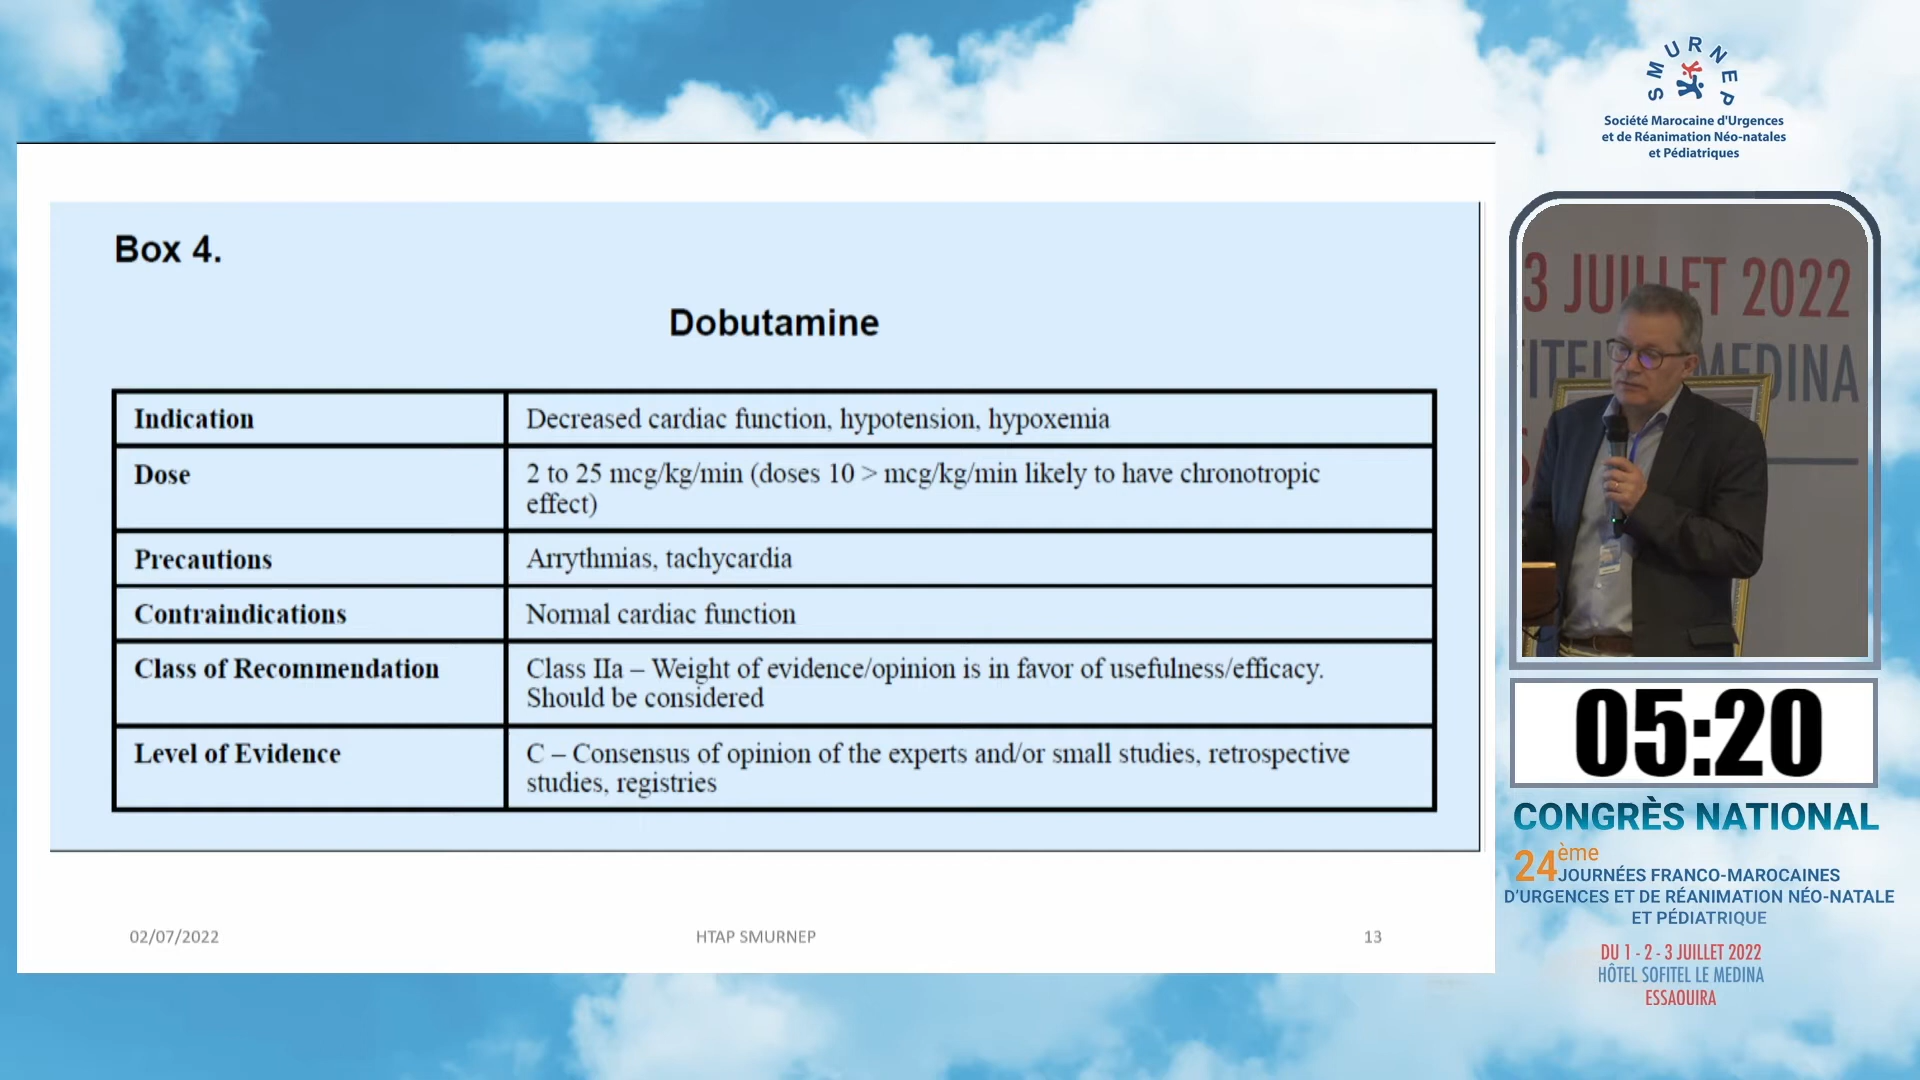 Box 4.
Dobutamine
Indication
Decreased cardiac function, hypotension, hypoxemia
Dose
2 to 25 mcg/kg/min (doses 10 > mcg/kg/min likely to have chronotropic
effect)
Precautions
Arrythmias, tachycardia
Contraindications
Normal cardiac function
Class of Recommendation
Class IIa – Weight of evidence/opinion is in favor of usefulness/efficacy.
Should be considered
Level of Evidence
C – Consensus of opinion of the experts and/or small studies, retrospective
studies, registries
02/07/2022
HTAP SMURNEP
13
SMURNEP
Société Marocaine d'Urgences
et de Réanimation Néo-natales
et Pédiatriques
3 JUILLET 2022
MEDINA
05:20
CONGRÈS NATIONAL
24ème
JOURNÉES FRANCO-MAROCAINES
D'URGENCES ET DE RÉANIMATION NÉO-NATALE
ET PÉDIATRIQUE
DU 1 - 2 - 3 JUILLET 2022
HÔTEL SOFITEL LE MEDINA
ESSAOUIRA